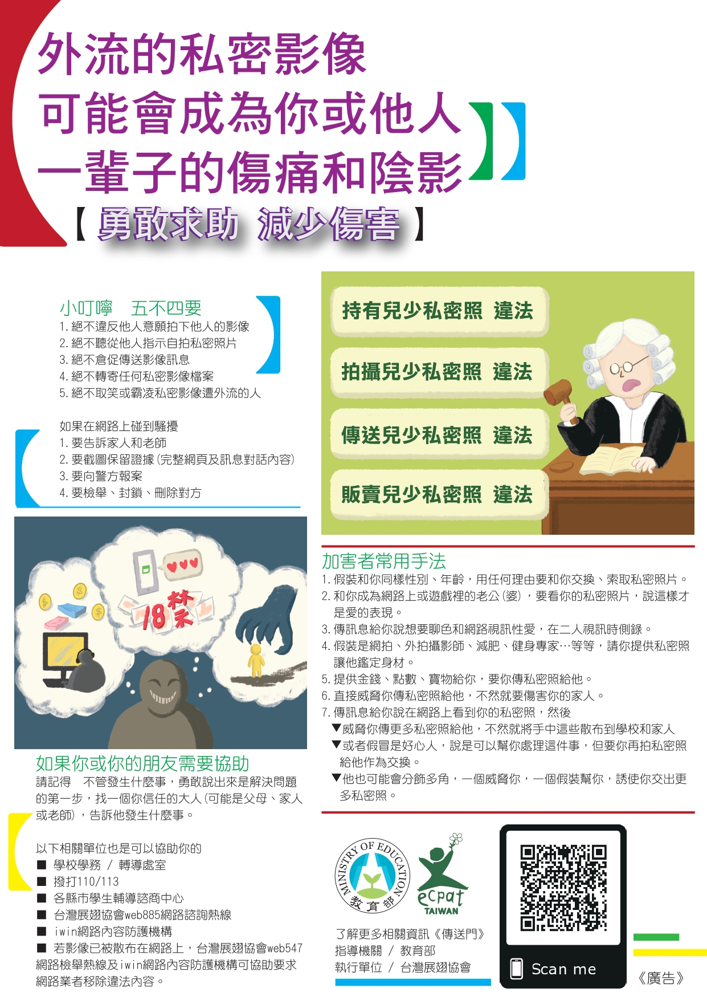 外流的私密影像
可能會成為你或他人
一輩子的傷痛和陰影
【勇敢求助 減少傷害】
小叮嚀 五不四要
1.絕不違反他人意願拍下他人的影像
2.絕不聽從他人指示自拍私密照片
3.絕不倉促傳送影像訊息
4.絕不轉寄任何私密影像檔案
5.絕不取笑或霸凌私密影像遭外流的人
如果在網路上碰到騷擾
1.要告訴家人和老師
2.要截圖保留證據(完整網頁及訊息對話內容)
3.要向警方報案
4.要檢舉、封鎖、刪除對方
持有兒少私密照 違法
拍攝兒少私密照 違法
傳送兒少私密照 違法
販賣兒少私密照 違法
18禁
$
$
$
如果你或你的朋友需要協助
請記得 不管發生什麼事，勇敢說出來是解決問題
的第一步，找一個你信任的大人(可能是父母、家人
或老師)，告訴他發生什麼事。
以下相關單位也是可以協助你的
■ 學校學務 / 轉導處室
■ 撥打110/113
■ 各縣市學生輔導諮商中心
■ 台灣展翅協會web885網路諮詢熱線
■ iwin網路內容防護機構
■ 若影像已被散布在網路上，台灣展翅協會web547
網路檢舉熱線及iwin網路內容防護機構可協助要求
網路業者移除違法內容。
加害者常用手法
1.假裝和你同樣性別、年齡，用任何理由要和你交換、索取私密照片。
2.和你成為網路上或遊戲裡的老公(婆)，要看你的私密照片，說這樣才
是愛的表現。
3.傳訊息給你說想要聊色和網路視訊性愛，在二人視訊時側錄。
4.假裝是網拍、外拍攝影師、減肥、健身專家…等等，請你提供私密照
讓他鑑定身材。
5.提供金錢、點數、寶物給你，要你傳私密照給他。
6.直接威脅你傳私密照給他，不然就要傷害你的家人。
7.傳訊息給你說在網路上看到你的私密照，然後
▼威脅你傳更多私密照給他，不然就將手中這些散布到學校和家人
▼或者假冒是好心人，說是可以幫你處理這件事，但要你再拍私密照
給他作為交換。
▼他也可能會分飾多角，一個威脅你，一個假裝幫你，誘使你交出更
多私密照。
MINISTRY OF EDUCATION
教育部
ecpat
TAIWAN
了解更多相關資訊《傳送門》
指導機關 / 教育部
執行單位 / 台灣展翅協會
Scan me
《廣告》